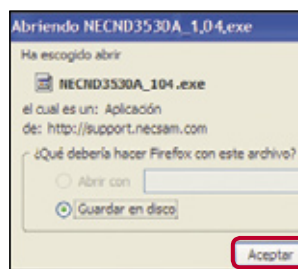 Abriendo NECND3530A_1,04,exe
Ha escogido abrir
NECND3530A_104.exe
el cual es un: Aplicación
de: http://support.necsam.com
¿Qué debería hacer Firefox con este archivo?
Abrir con
Guardar en disco
Aceptar